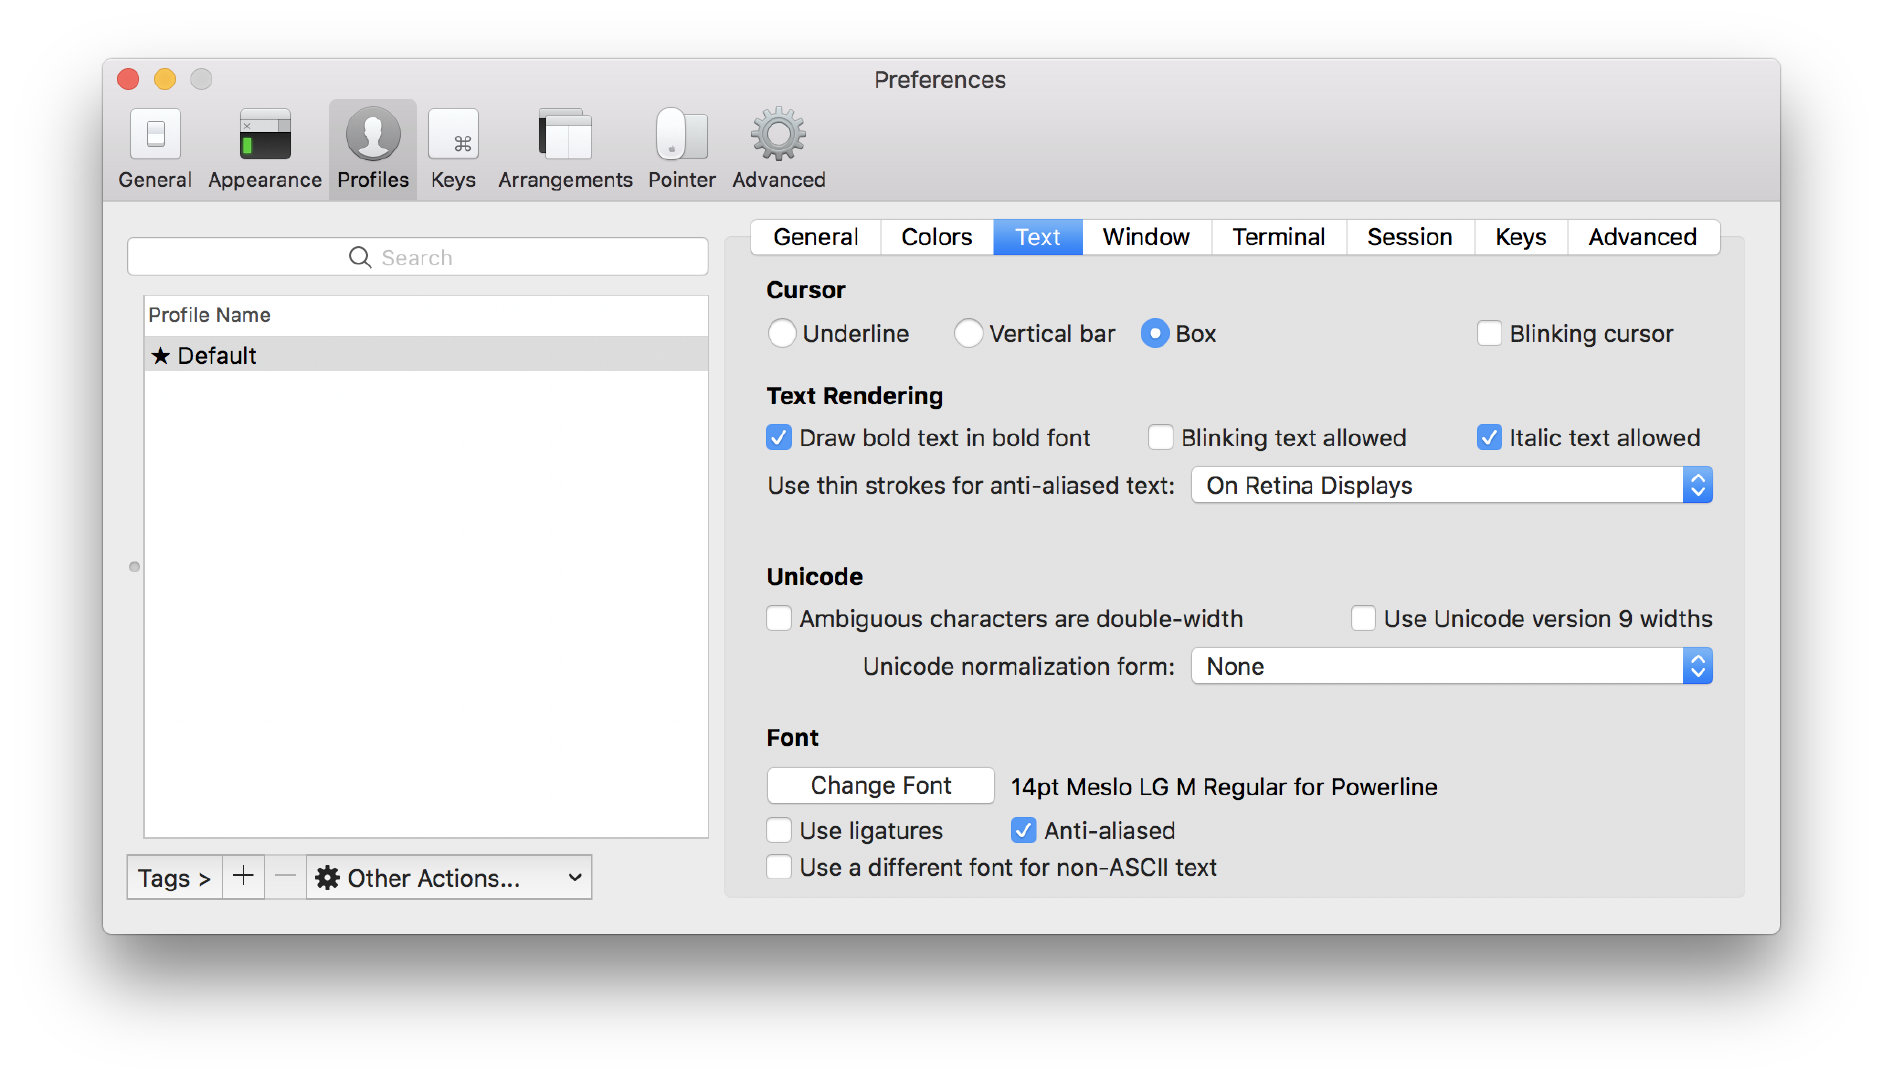 Preferences
General Appearance Profiles Keys Arrangements Pointer Advanced
Search
Profile Name
★ Default
Tags > + − Other Actions...
General Colors Text Window Terminal Session Keys Advanced
Cursor
Underline Vertical bar Box Blinking cursor
Text Rendering
Draw bold text in bold font Blinking text allowed Italic text allowed
Use thin strokes for anti-aliased text: On Retina Displays
Unicode
Ambiguous characters are double-width Use Unicode version 9 widths
Unicode normalization form: None
Font
Change Font 14pt Meslo LG M Regular for Powerline
Use ligatures Anti-aliased
Use a different font for non-ASCII text